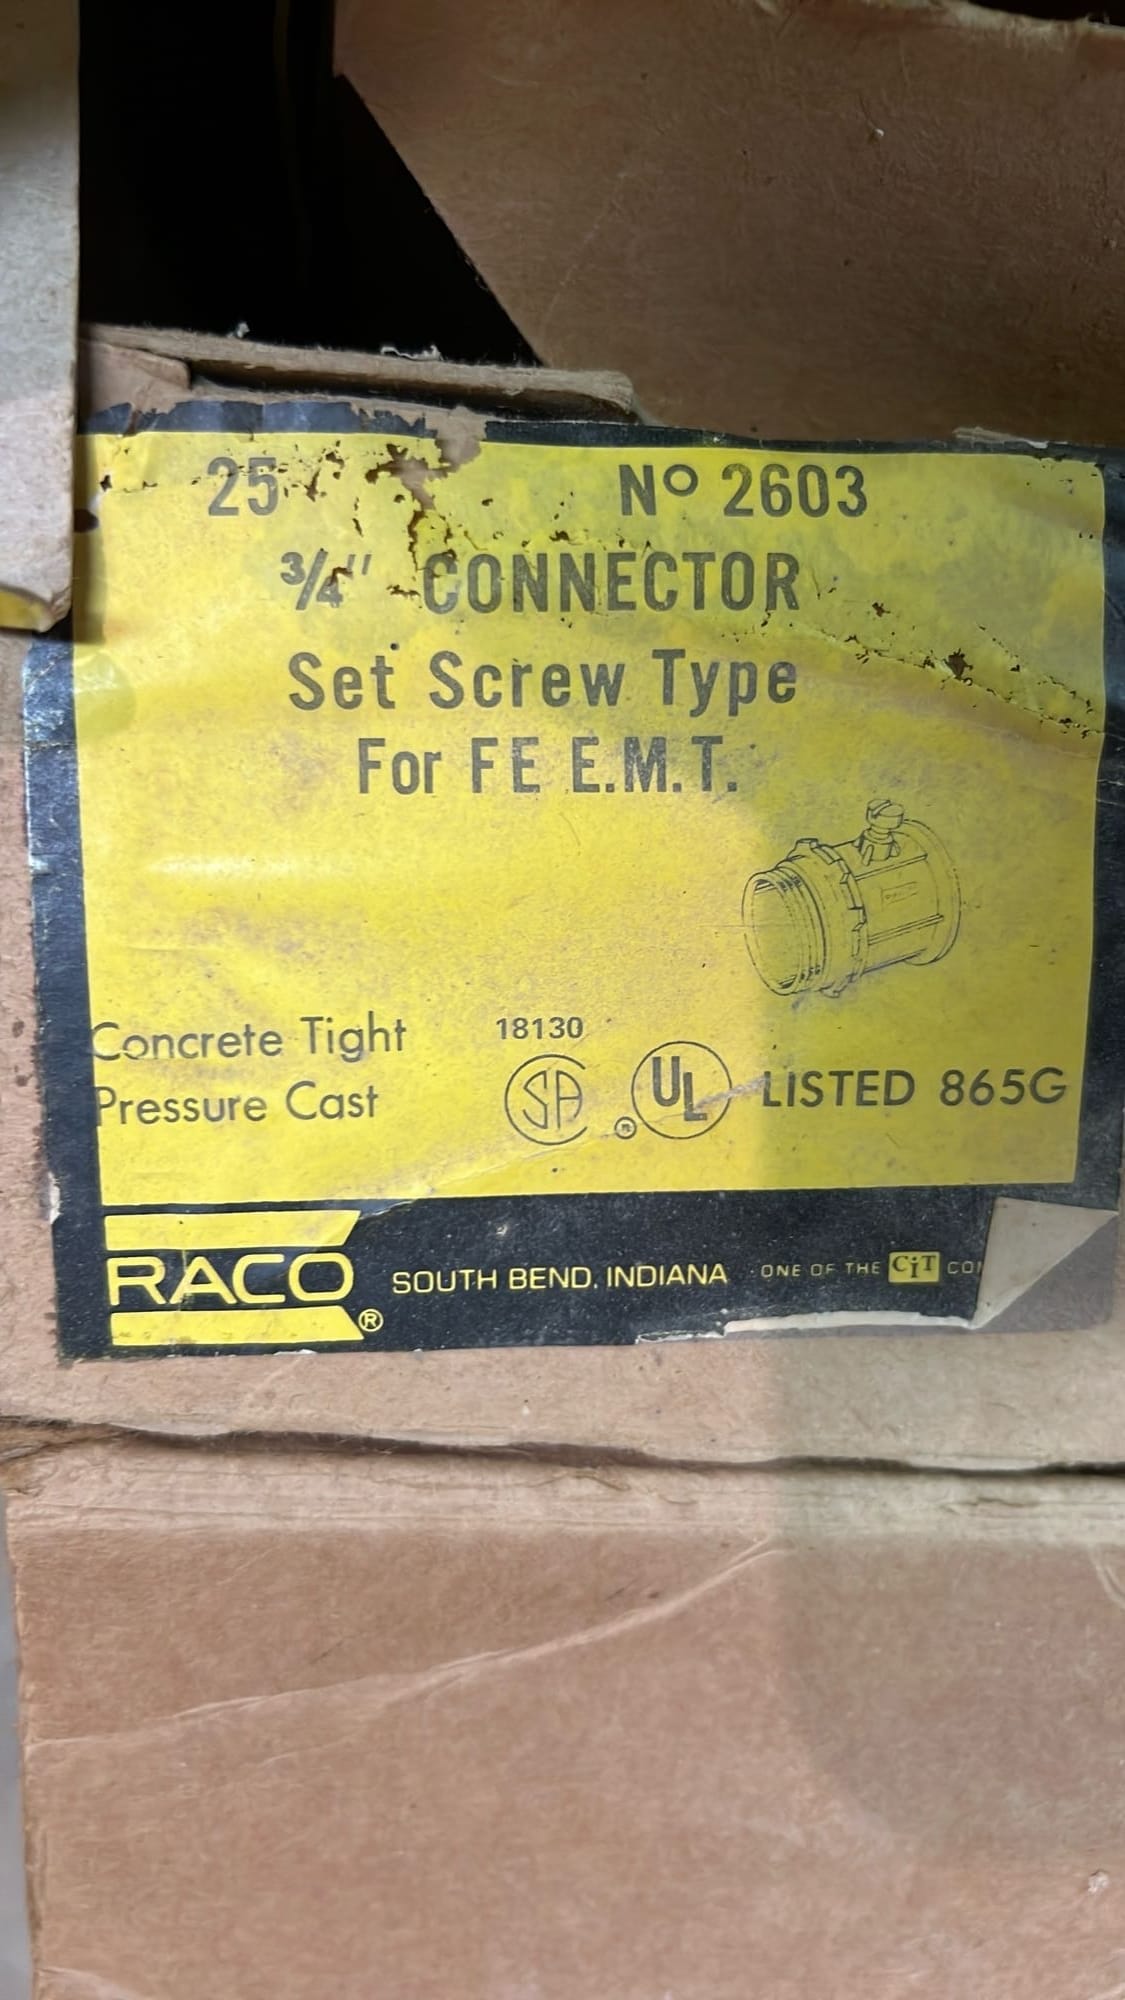 25 Nº 2603
3/4" CONNECTOR
Set Screw Type
For FE E.M.T.
Concrete Tight
Pressure Cast
18130
SA ® UL LISTED 865G
RACO® SOUTH BEND, INDIANA · ONE OF THE CiT